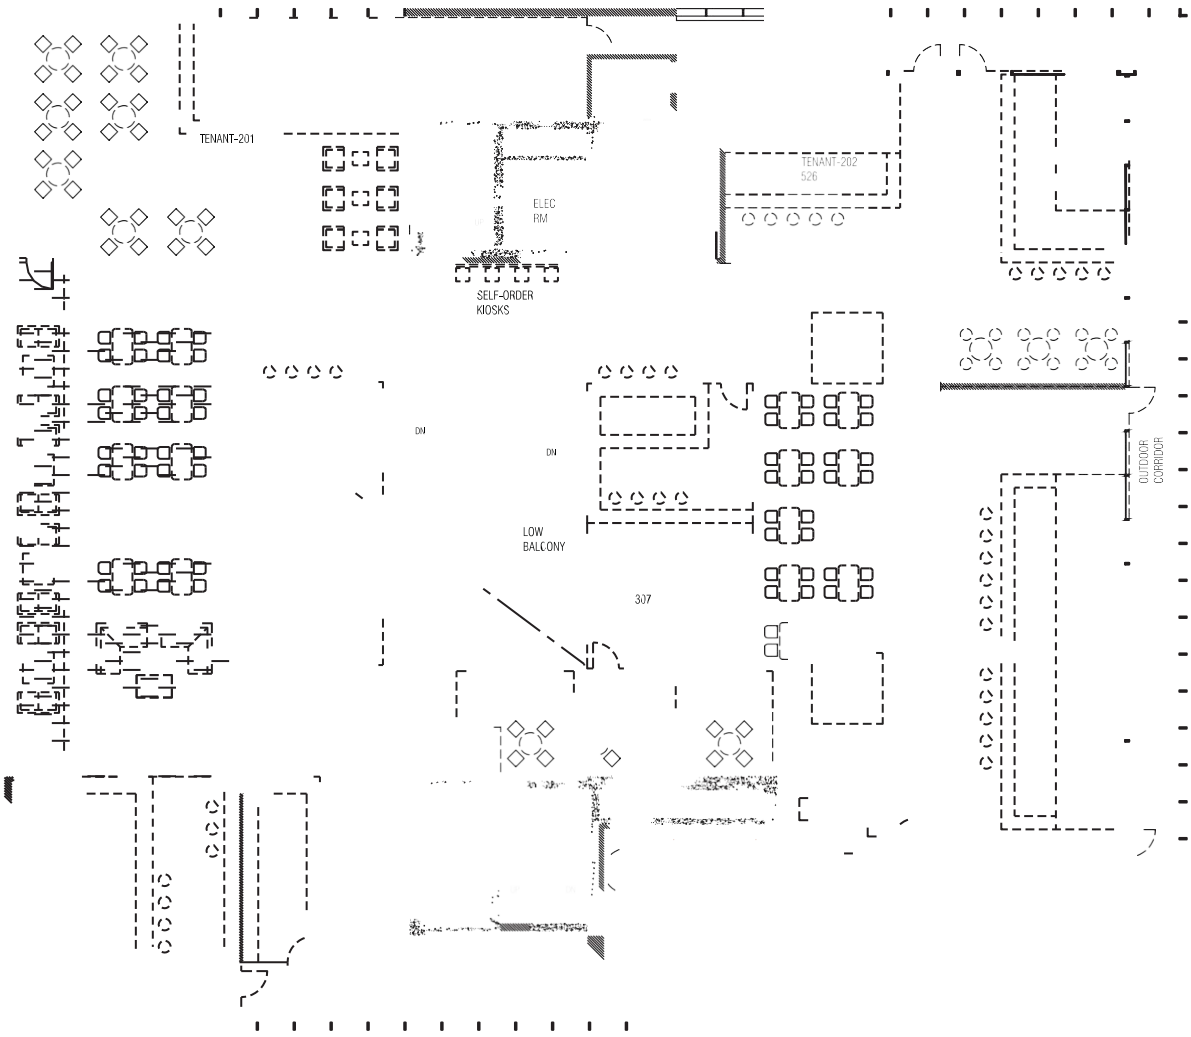 TENANT-201
TENANT-202
526
ELEC
RM
SELF-ORDER
KIOSKS
DN
DN
OUTDOOR
CORRIDOR
LOW
BALCONY
307